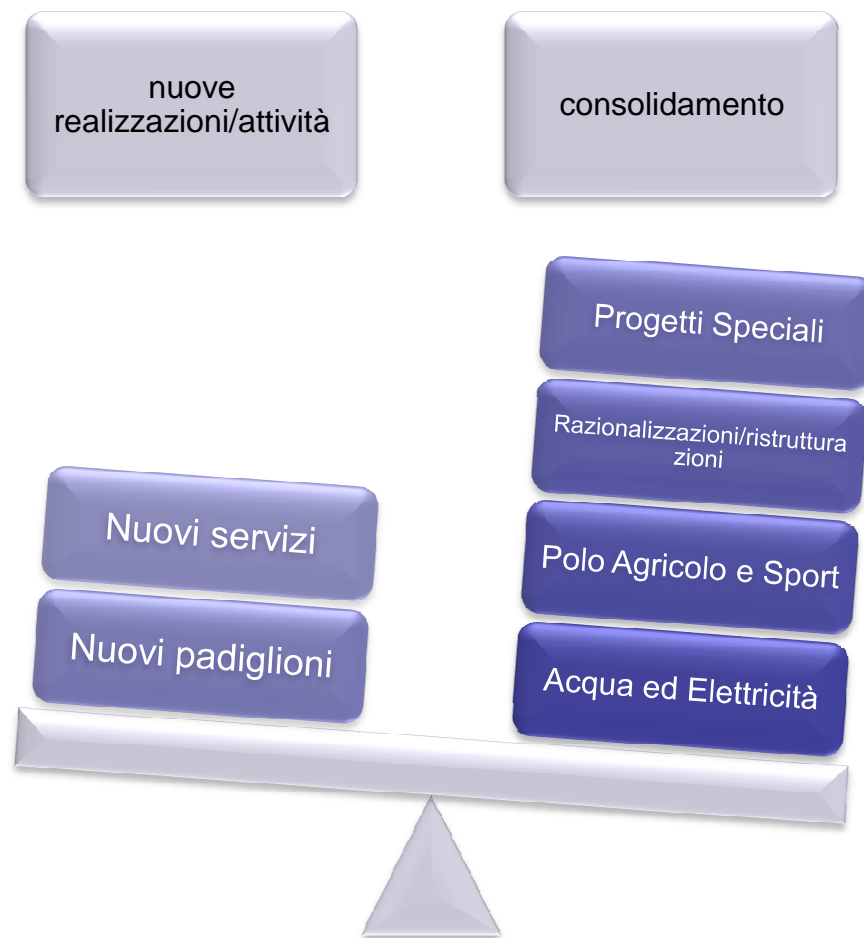 nuove
realizzazioni/attività
consolidamento
Progetti Speciali
Razionalizzazioni/ristruttura
zioni
Nuovi servizi
Polo Agricolo e Sport
Nuovi padiglioni
Acqua ed Elettricità